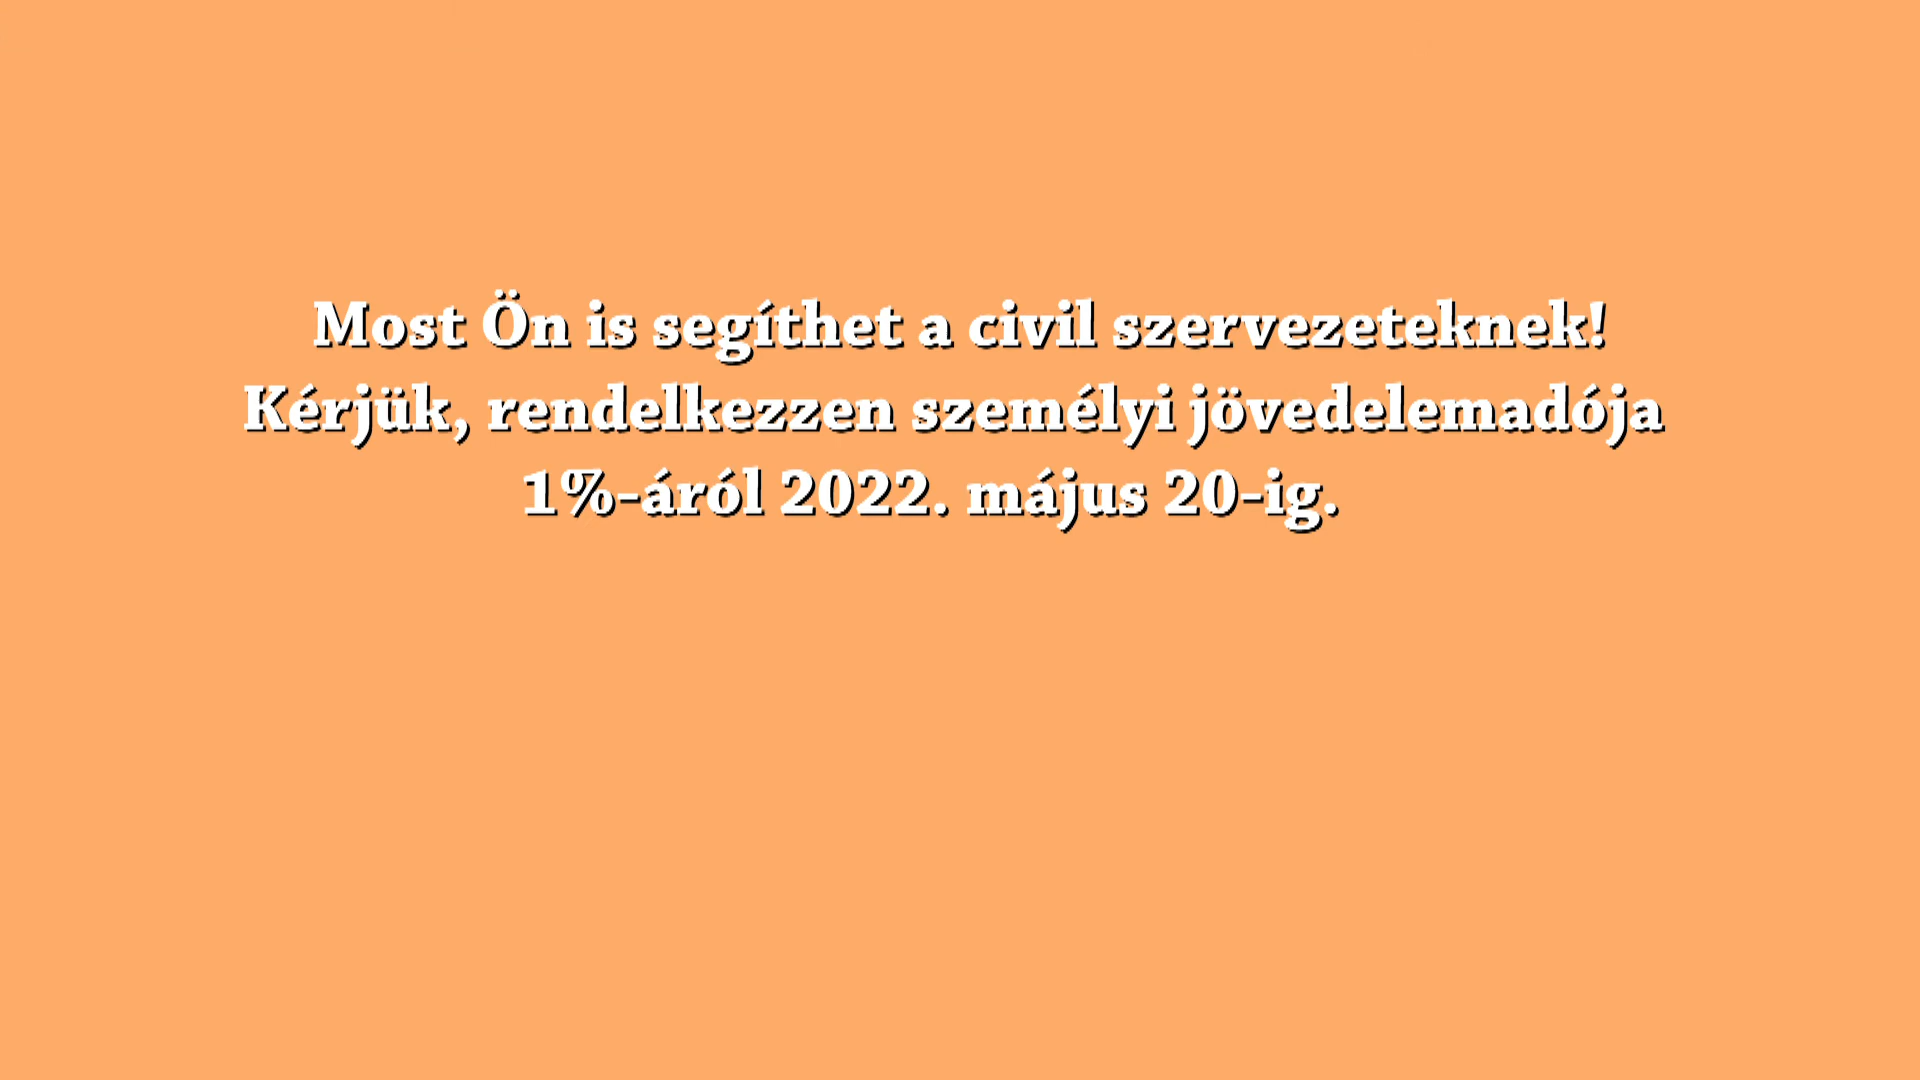 Most Ön is segíthet a civil szervezeteknek!
Kérjük, rendelkezzen személyi jövedelemadója
1%-áról 2022. május 20-ig.